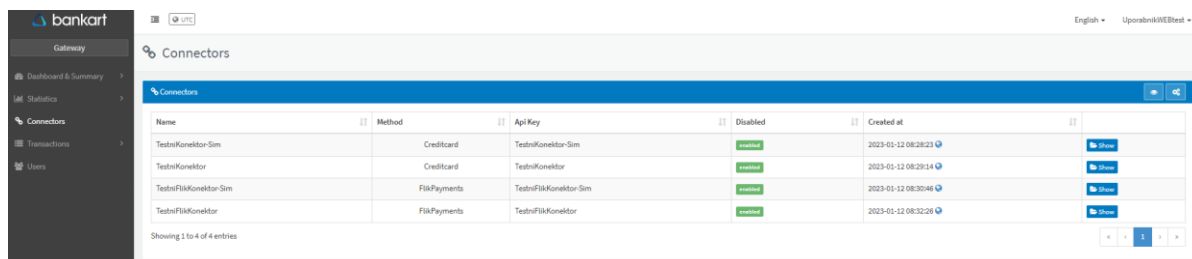 bankart
UTC
English
UporabnikWEBtest
Gateway
Connectors
Dashboard & Summary
Statistics
Connectors
Transactions
Users
Connectors
Name Method Api Key Disabled Created at
TestniKonektor-Sim Creditcard TestniKonektor-Sim enabled 2023-01-12 08:28:23 Show
TestniKonektor Creditcard TestniKonektor enabled 2023-01-12 08:29:14 Show
TestniFlikKonektor-Sim FlikPayments TestniFlikKonektor-Sim enabled 2023-01-12 08:30:46 Show
TestniFlikKonektor FlikPayments TestniFlikKonektor enabled 2023-01-12 08:32:26 Show
Showing 1 to 4 of 4 entries
« ‹ 1 › »